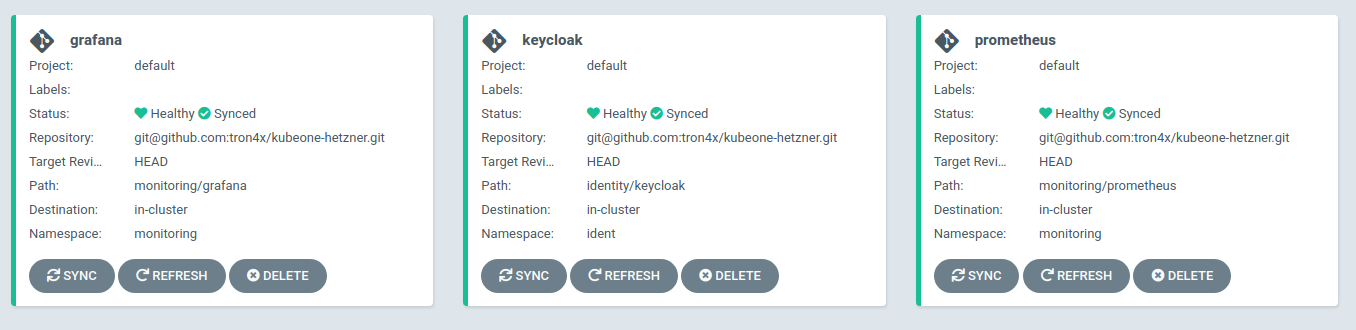 grafana
Project: default
Labels:
Status: Healthy Synced
Repository: git@github.com:tron4x/kubeone-hetzner.git
Target Revi... HEAD
Path: monitoring/grafana
Destination: in-cluster
Namespace: monitoring
SYNC REFRESH DELETE
keycloak
Project: default
Labels:
Status: Healthy Synced
Repository: git@github.com:tron4x/kubeone-hetzner.git
Target Revi... HEAD
Path: identity/keycloak
Destination: in-cluster
Namespace: ident
SYNC REFRESH DELETE
prometheus
Project: default
Labels:
Status: Healthy Synced
Repository: git@github.com:tron4x/kubeone-hetzner.git
Target Revi... HEAD
Path: monitoring/prometheus
Destination: in-cluster
Namespace: monitoring
SYNC REFRESH DELETE